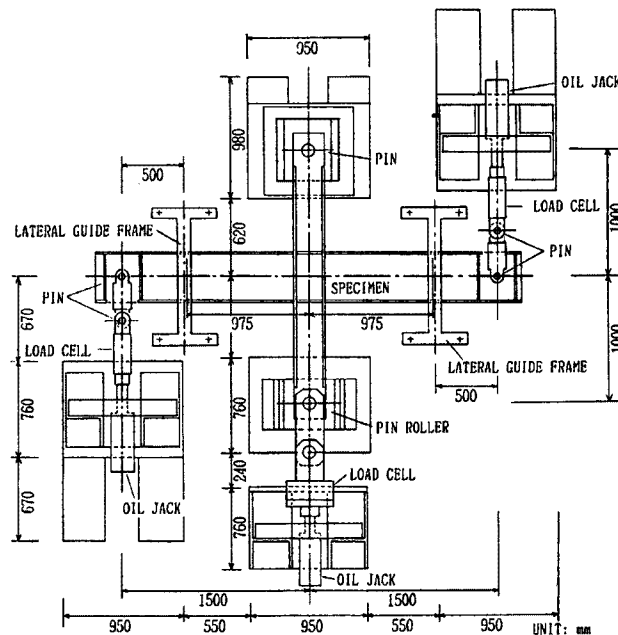 950
OIL JACK
980
PIN
500
LOAD CELL
1000
LATERAL GUIDE FRAME
620
PIN
SPECIMEN
PIN
975
975
670
1000
LOAD CELL
LATERAL GUIDE FRAME
500
760
760
PIN ROLLER
240
LOAD CELL
670
OIL JACK
760
OIL JACK
1500
1500
950
550
950
550
950
UNIT: mm